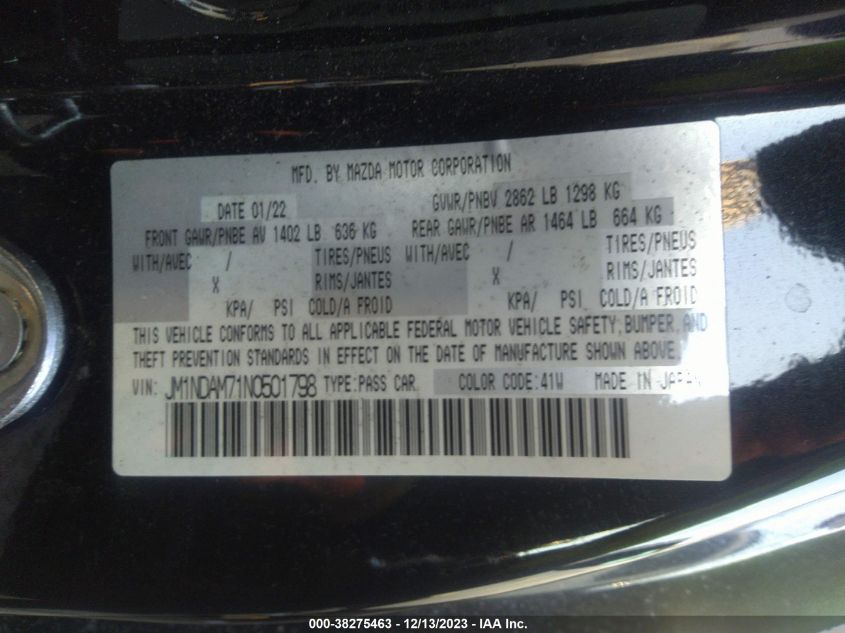 MFD. BY MAZDA MOTOR CORPORATION
DATE 01/22 GVWR/PNBV 2862 LB 1298 KG
FRONT GAWR/PNBE AV 1402 LB 636 KG REAR GAWR/PNBE AR 1464 LB 664 KG
WITH/AVEC / TIRES/PNEUS WITH/AVEC / TIRES/PNEUS
X RIMS/JANTES X RIMS/JANTES
KPA/ PSI COLD/A FROID KPA/ PSI COLD/A FROID
THIS VEHICLE CONFORMS TO ALL APPLICABLE FEDERAL MOTOR VEHICLE SAFETY, BUMPER, AND
THEFT PREVENTION STANDARDS IN EFFECT ON THE DATE OF MANUFACTURE SHOWN ABOVE.
VIN: JM1NDAM71N0501798 TYPE:PASS CAR COLOR CODE:41W MADE IN JAPAN
000-38275463 - 12/13/2023 - IAA Inc.